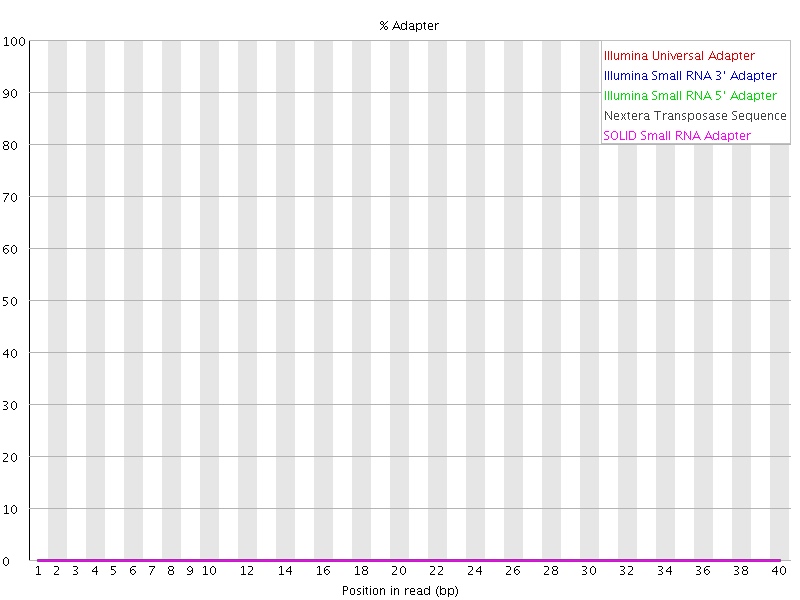 % Adapter
100
90
80
70
60
50
40
30
20
10
0
Illumina Universal Adapter
Illumina Small RNA 3' Adapter
Illumina Small RNA 5' Adapter
Nextera Transposase Sequence
SOLID Small RNA Adapter
1 2 3 4 5 6 7 8 9 10 12 14 16 18 20 22 24 26 28 30 32 34 36 38 40
Position in read (bp)